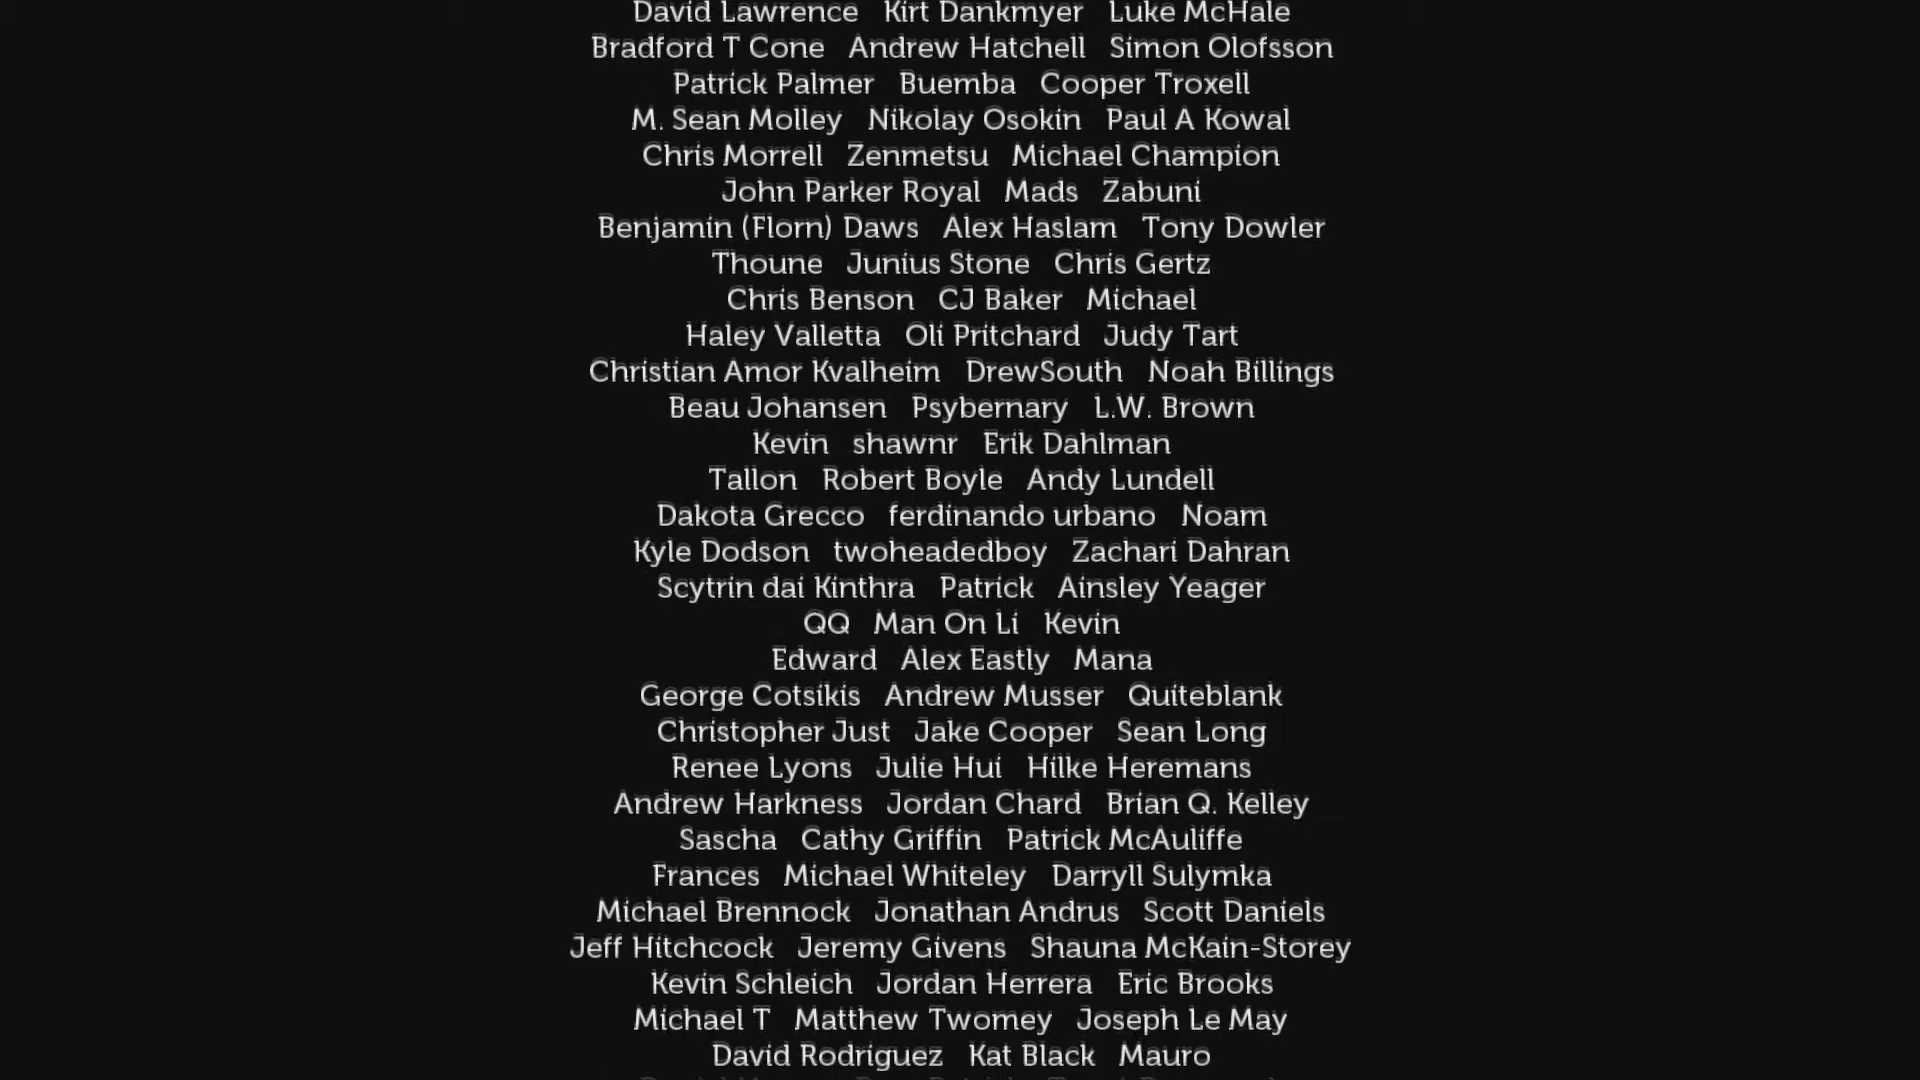 David Lawrence Kirt Dankmyer Luke McHale
Bradford T Cone Andrew Hatchell Simon Olofsson
Patrick Palmer Buemba Cooper Troxell
M. Sean Molley Nikolay Osokin Paul A Kowal
Chris Morrell Zenmetsu Michael Champion
John Parker Royal Mads Zabuni
Benjamin (Florn) Daws Alex Haslam Tony Dowler
Thoune Junius Stone Chris Gertz
Chris Benson CJ Baker Michael
Haley Valletta Oli Pritchard Judy Tart
Christian Amor Kvalheim DrewSouth Noah Billings
Beau Johansen Psybernary L.W. Brown
Kevin shawnr Erik Dahlman
Tallon Robert Boyle Andy Lundell
Dakota Grecco ferdinando urbano Noam
Kyle Dodson twoheadedboy Zachari Dahran
Scytrin dai Kinthra Patrick Ainsley Yeager
QQ Man On Li Kevin
Edward Alex Eastly Mana
George Cotsikis Andrew Musser Quiteblank
Christopher Just Jake Cooper Sean Long
Renee Lyons Julie Hui Hilke Heremans
Andrew Harkness Jordan Chard Brian Q. Kelley
Sascha Cathy Griffin Patrick McAuliffe
Frances Michael Whiteley Darryll Sulymka
Michael Brennock Jonathan Andrus Scott Daniels
Jeff Hitchcock Jeremy Givens Shauna McKain-Storey
Kevin Schleich Jordan Herrera Eric Brooks
Michael T Matthew Twomey Joseph Le May
David Rodriguez Kat Black Mauro